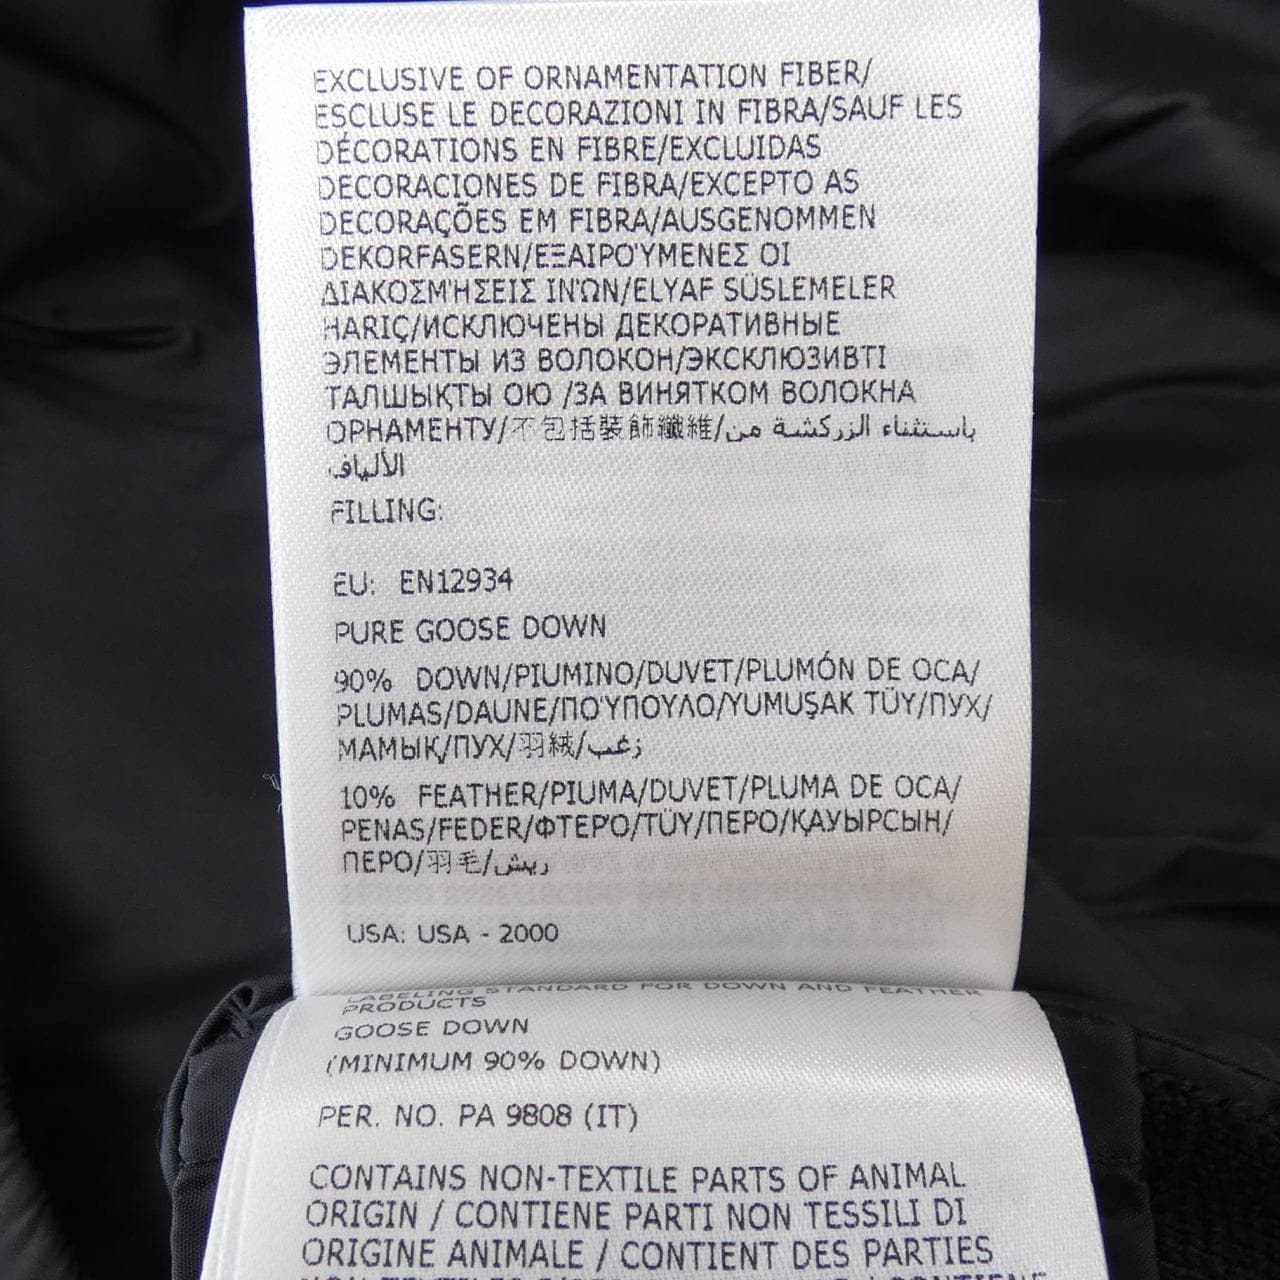 EXCLUSIVE OF ORNAMENTATION FIBER/
ESCLUSE LE DECORAZIONI IN FIBRA/SAUF LES
DÉCORATIONS EN FIBRE/EXCLUIDAS
DECORACIONES DE FIBRA/EXCEPTO AS
DECORAÇÕES EM FIBRA/AUSGENOMMEN
DEKORFASERN/ΕΞΑΙΡΟΎΜΕΝΕΣ ΟΙ
ΔΙΑΚΟΣΜΉΣΕΙΣ ΙΝΏΝ/ELYAF SÜSLEMELER
HARIÇ/ИСКЛЮЧЕНЫ ДЕКОРАТИВНЫЕ
ЭЛЕМЕНТЫ ИЗ ВОЛОКОН/ЭКСКЛЮЗИВТІ
ТАЛШЫҚТЫ ОЮ /ЗА ВИНЯТКОМ ВОЛОКНА
ОРНАМЕНТУ/不包括裝飾纖維/باستثناء الزركشة من
الألياف
FILLING:
EU: EN12934
PURE GOOSE DOWN
90% DOWN/PIUMINO/DUVET/PLUMÓN DE OCA/
PLUMAS/DAUNE/ΠΟΎΠΟΥΛΟ/YUMUŞAK TÜY/ПУХ/
МАМЫҚ/ПУХ/羽絨/زغب
10% FEATHER/PIUMA/DUVET/PLUMA DE OCA/
PENAS/FEDER/ΦΤΕΡΌ/TÜY/ПЕРО/ҚАУЫРСЫН/
ПЕРО/羽毛/ريش
USA: USA - 2000
LABELING STANDARD FOR DOWN AND FEATHER
PRODUCTS
GOOSE DOWN
(MINIMUM 90% DOWN)
PER. NO. PA 9808 (IT)
CONTAINS NON-TEXTILE PARTS OF ANIMAL
ORIGIN / CONTIENE PARTI NON TESSILI DI
ORIGINE ANIMALE / CONTIENT DES PARTIES